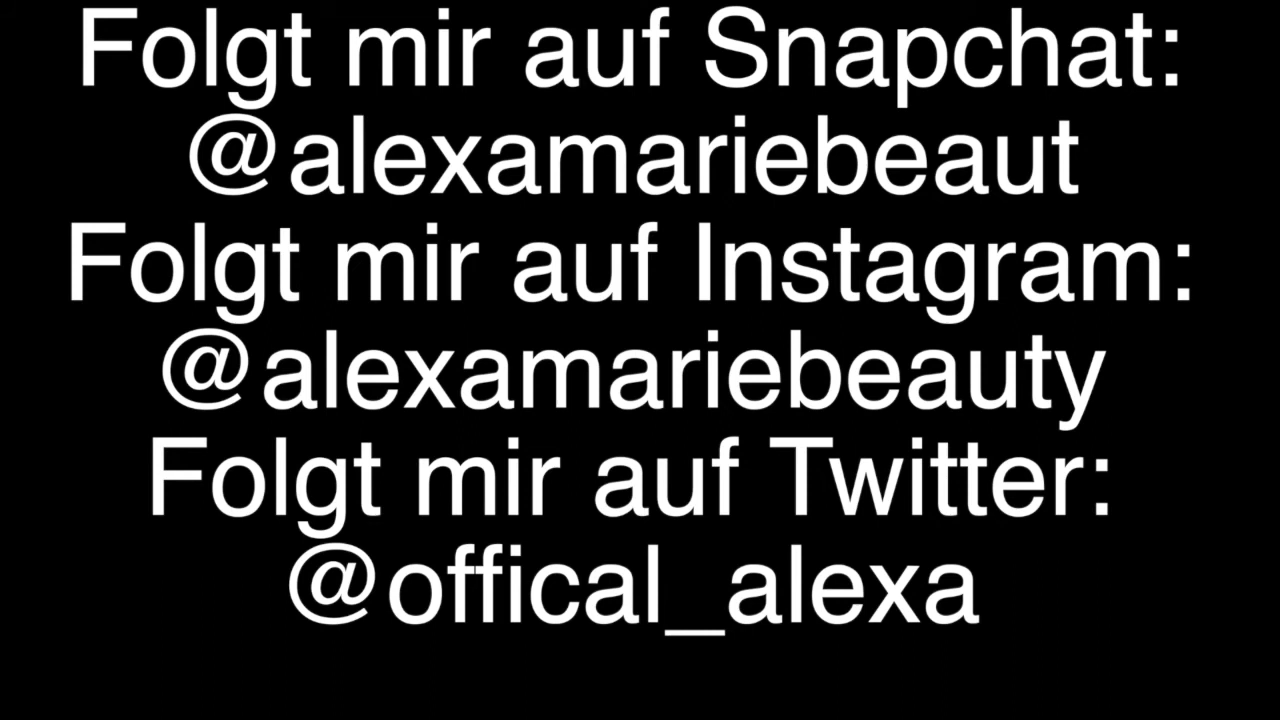 Folgt mir auf Snapchat:
@alexamariebeaut
Folgt mir auf Instagram:
@alexamariebeauty
Folgt mir auf Twitter:
@offical_alexa